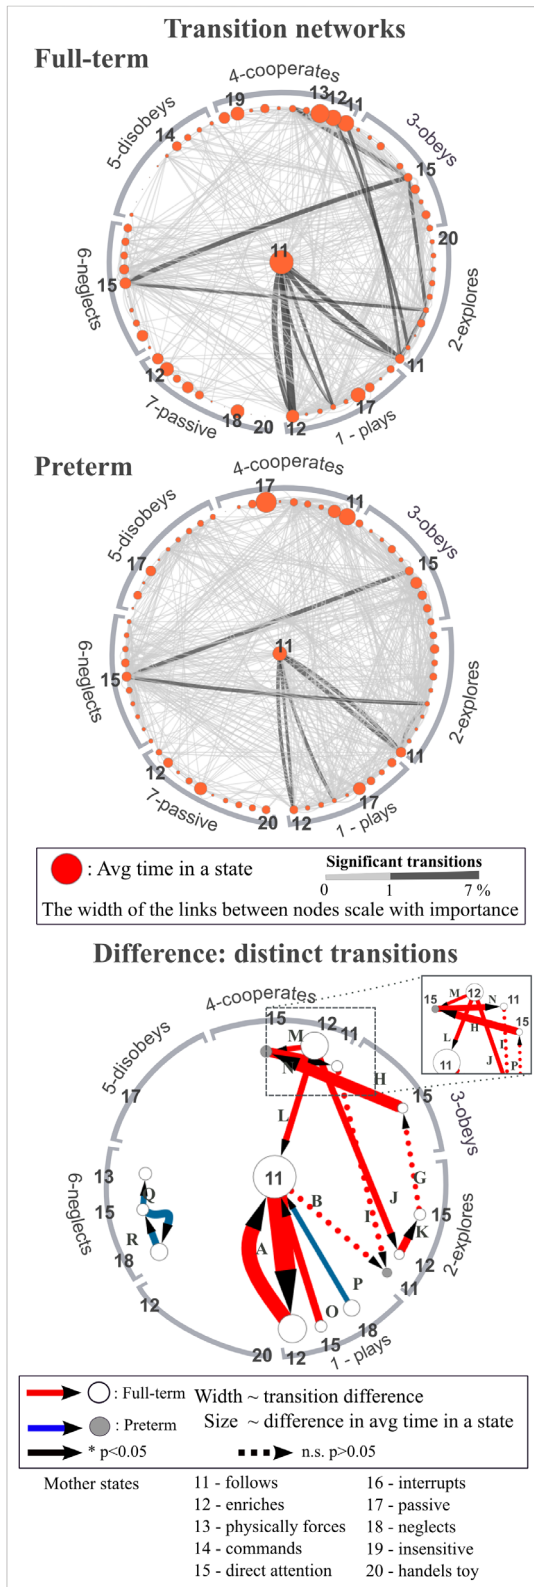 Transition networks
Full-term
4-cooperates
5-disobeys
3-obeys
6-neglects
2-explores
7-passive
1 - plays
19
13
12
11
14
15
20
11
15
12
11
17
18
20
12
Preterm
4-cooperates
5-disobeys
3-obeys
6-neglects
2-explores
7-passive
1 - plays
17
11
17
15
11
15
11
12
17
20
12
: Avg time in a state
Significant transitions
0 1 7 %
The width of the links between nodes scale with importance
Difference: distinct transitions
4-cooperates
5-disobeys
3-obeys
6-neglects
2-explores
1 - plays
15
12
11
M
N
H
L
17
15
13
15
18
Q
R
11
B
A
I
J
G
K
15
12
11
P
O
12
20
12
15
18
M
12
N
11
15
H
15
L
I
J
P
11
: Full-term
Width ~ transition difference
: Preterm
Size ~ difference in avg time in a state
* p<0.05
n.s. p>0.05
Mother states
11 - follows
12 - enriches
13 - physically forces
14 - commands
15 - direct attention
16 - interrupts
17 - passive
18 - neglects
19 - insensitive
20 - handels toy